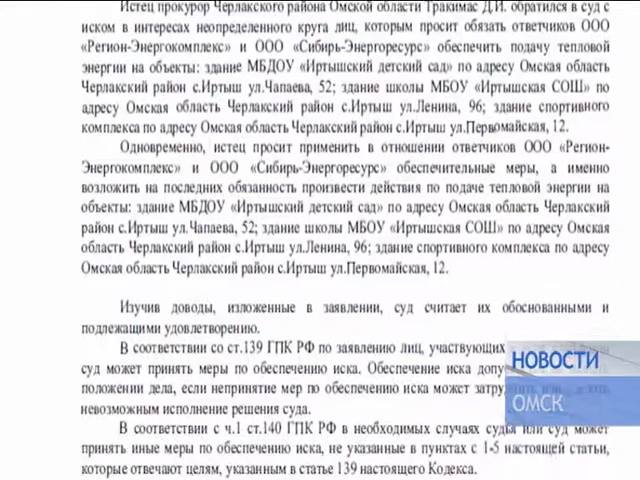 Истец прокурор Черлакского района Омской области Тракимас Д.И. обратился в суд с
иском в интересах неопределенного круга лиц, которым просит обязать ответчиков ООО
«Регион-Энергокомплекс» и ООО «Сибирь-Энергоресурс» обеспечить подачу тепловой
энергии на объекты: здание МБДОУ «Иртышский детский сад» по адресу Омская область
Черлакский район с.Иртыш ул.Чапаева, 52; здание школы МБОУ «Иртышская СОШ» по
адресу Омская область Черлакский район с.Иртыш ул.Ленина, 96; здание спортивного
комплекса по адресу Омская область Черлакский район с.Иртыш ул.Первомайская, 12.
Одновременно, истец просит применить в отношении ответчиков ООО «Регион-
Энергокомплекс» и ООО «Сибирь-Энергоресурс» обеспечительные меры, а именно
возложить на последних обязанность произвести действия по подаче тепловой энергии на
объекты: здание МБДОУ «Иртышский детский сад» по адресу Омская область Черлакский
район с.Иртыш ул.Чапаева, 52; здание школы МБОУ «Иртышская СОШ» по адресу Омская
область Черлакский район с.Иртыш ул.Ленина, 96; здание спортивного комплекса по адресу
Омская область Черлакский район с.Иртыш ул.Первомайская, 12.
Изучив доводы, изложенные в заявлении, суд считает их обоснованными и
подлежащими удовлетворению.
В соответствии со ст.139 ГПК РФ по заявлению лиц, участвующих
суд может принять меры по обеспечению иска. Обеспечение иска
положении дела, если непринятие мер по обеспечению иска может
невозможным исполнение решения суда.
В соответствии с ч.1 ст.140 ГПК РФ в необходимых случаях судья или суд может
принять иные меры по обеспечению иска, не указанные в пунктах с 1-5 настоящей статьи,
которые отвечают целям, указанным в статье 139 настоящего Кодекса.
НОВОСТИ
ОМСК